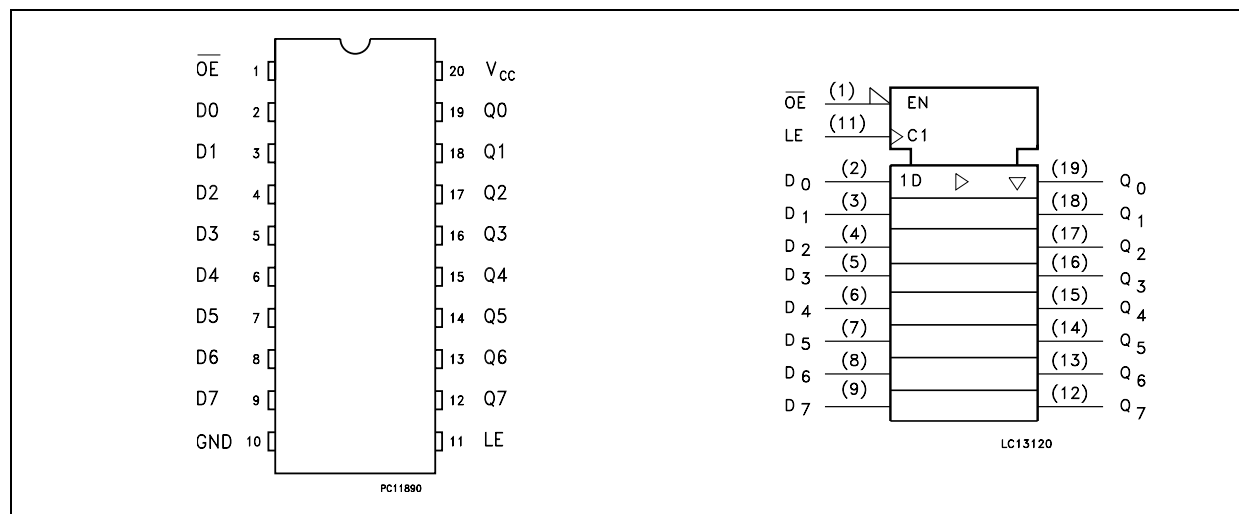 OE 1 20 VCC
D0 2 19 Q0
D1 3 18 Q1
D2 4 17 Q2
D3 5 16 Q3
D4 6 15 Q4
D5 7 14 Q5
D6 8 13 Q6
D7 9 12 Q7
GND 10 11 LE
PC11890
OE (1) EN
LE (11) C1
D0 (2) 1D (19) Q0
D1 (3) (18) Q1
D2 (4) (17) Q2
D3 (5) (16) Q3
D4 (6) (15) Q4
D5 (7) (14) Q5
D6 (8) (13) Q6
D7 (9) (12) Q7
LC13120